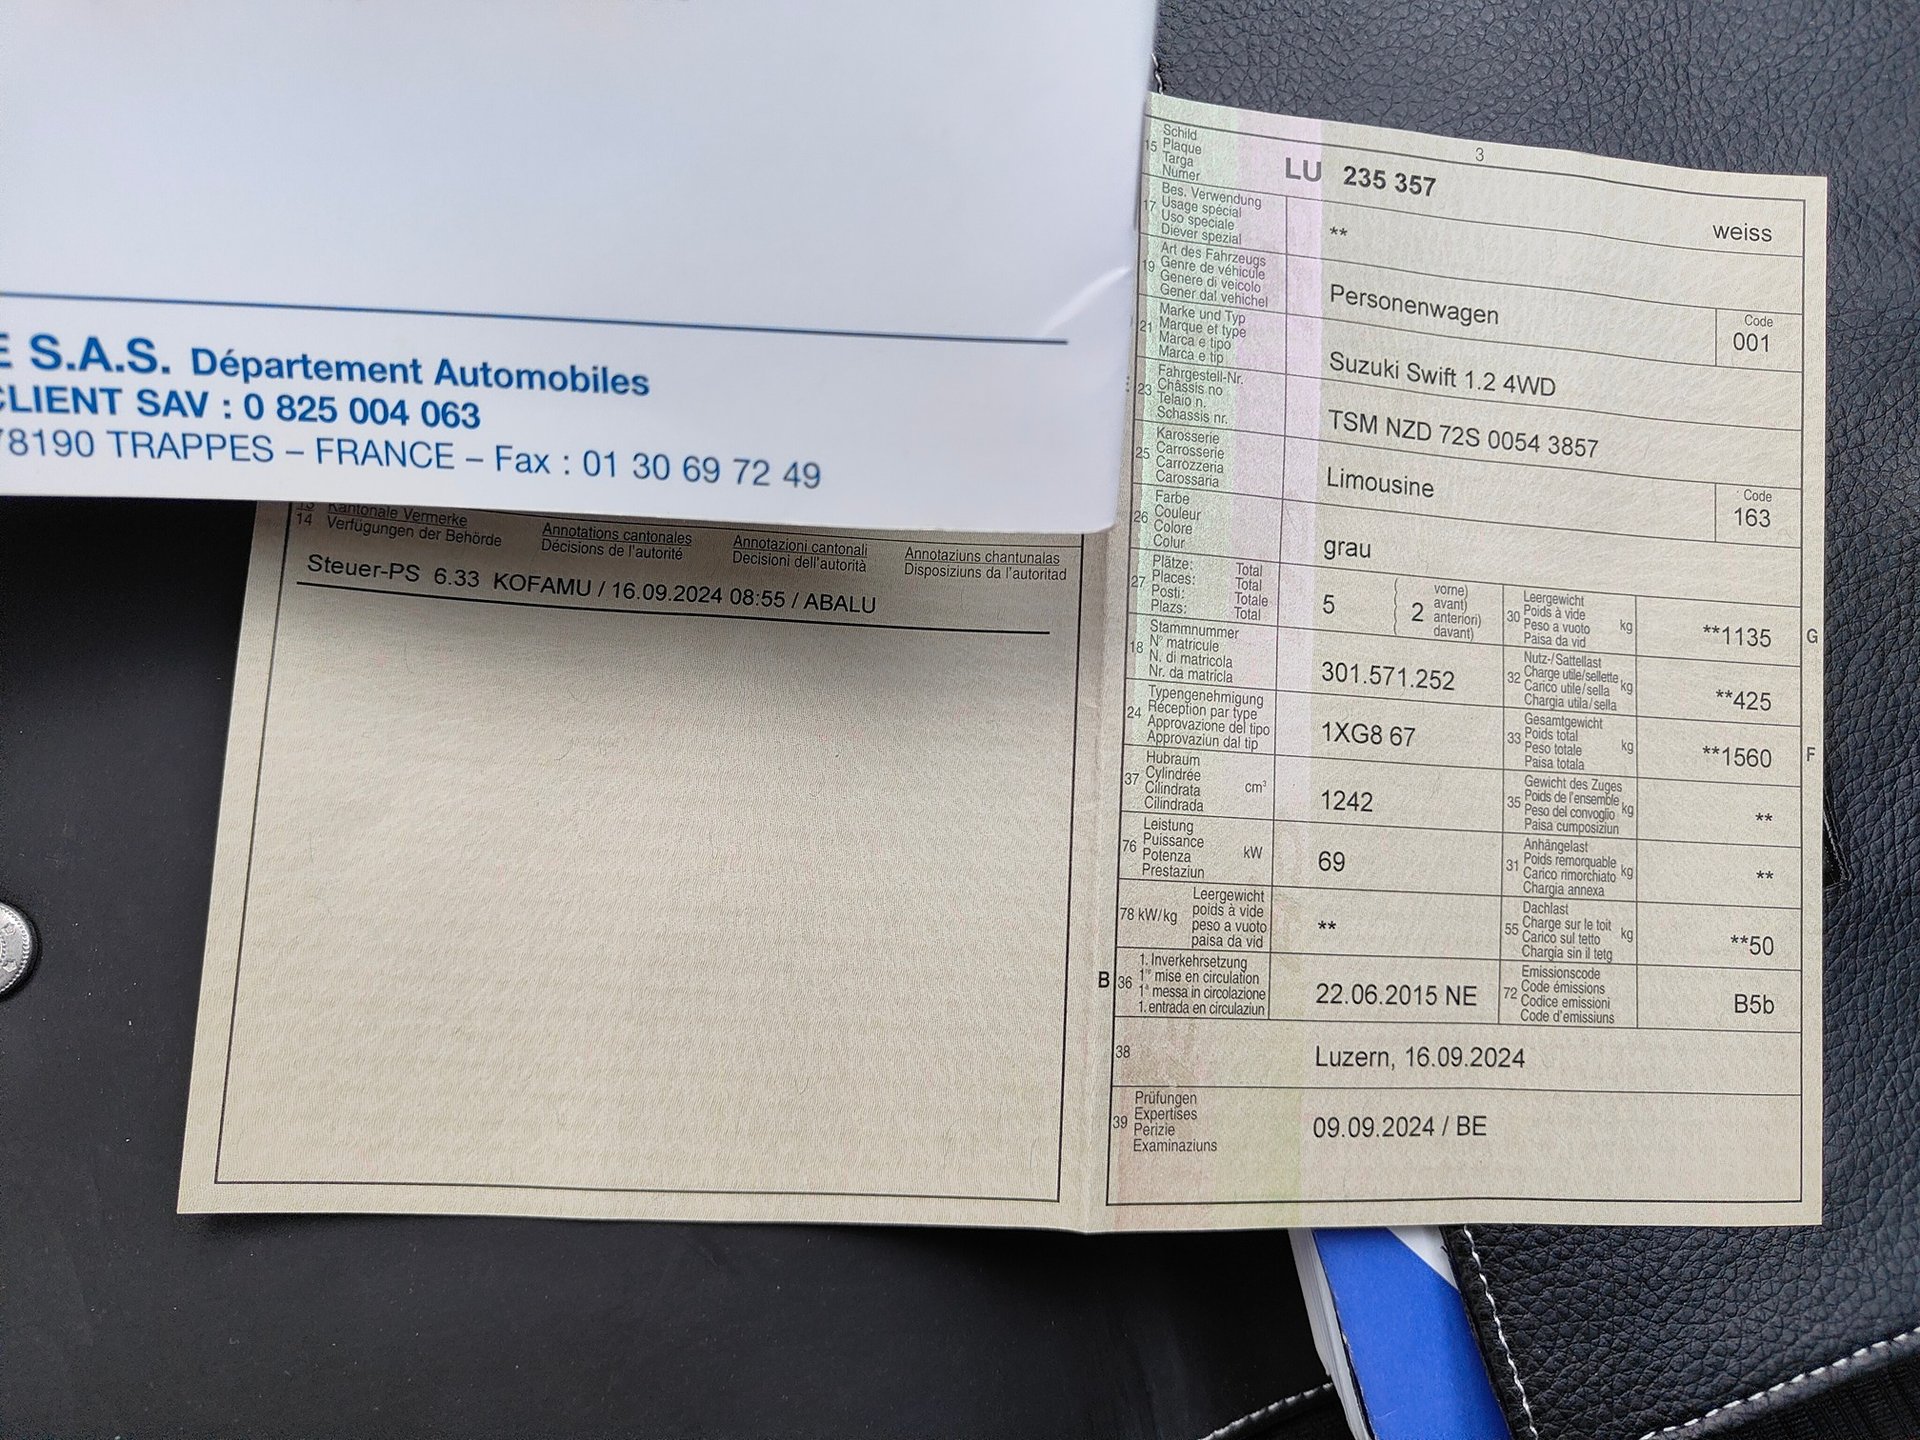 E S.A.S. Département Automobiles
CLIENT SAV : 0 825 004 063
78190 TRAPPES – FRANCE – Fax : 01 30 69 72 49
13 Kantonale Vermerke
14 Verfügungen der Behörde
Annotations cantonales
Décisions de l'autorité
Annotazioni cantonali
Decisioni dell'autorità
Annotaziuns chantunalas
Disposiziuns da l'autoritad
Steuer-PS 6.33 KOFAMU / 16.09.2024 08:55 / ABALU
3
15 Schild
Plaque
Targa
Numer
LU 235 357
weiss
17 Bes. Verwendung
Usage spécial
Uso speciale
Diever spezial
**
19 Art des Fahrzeugs
Genre de véhicule
Genere di veicolo
Gener dal vehichel
Personenwagen
Code
001
21 Marke und Typ
Marque et type
Marca e tipo
Marca e tip
Suzuki Swift 1.2 4WD
23 Fahrgestell-Nr.
Châssis no
Telaio n.
Schassis nr.
TSM NZD 72S 0054 3857
25 Karosserie
Carrosserie
Carrozzeria
Carossaria
Limousine
Code
163
26 Farbe
Couleur
Colore
Colur
grau
27 Plätze: Total
Places: Total
Posti: Totale
Plazs: Total
5
2
vorne)
avant)
anteriori)
davant)
30 Leergewicht
Poids à vide
Peso a vuoto
Paisa da vid
kg
**1135
G
18 Stammnummer
N° matricule
N. di matricola
Nr. da matricla
301.571.252
32 Nutz-/Sattellast
Charge utile/sellette
Carico utile/sella
Chargia utila/sella
kg
**425
24 Typengenehmigung
Réception par type
Approvazione del tipo
Approvaziun dal tip
1XG8 67
33 Gesamtgewicht
Poids total
Peso totale
Paisa totala
kg
**1560
F
37 Hubraum
Cylindrée
Cilindrata
Cilindrada
cm³
1242
35 Gewicht des Zuges
Poids de l'ensemble
Peso del convoglio
Paisa cumposiziun
kg
**
76 Leistung
Puissance
Potenza
Prestaziun
kW
69
31 Anhängelast
Poids remorquable
Carico rimorchiato
Chargia annexa
kg
**
78 kW/kg
Leergewicht
poids à vide
peso a vuoto
paisa da vid
**
55 Dachlast
Charge sur le toit
Carico sul tetto
Chargia sin il tetg
kg
**50
B
36 1. Inverkehrsetzung
1re mise en circulation
1a messa in circolazione
1. entrada en circulaziun
22.06.2015 NE
72 Emissionscode
Code émissions
Codice emissioni
Code d'emissiuns
B5b
38
Luzern, 16.09.2024
39 Prüfungen
Expertises
Perizie
Examinaziuns
09.09.2024 / BE